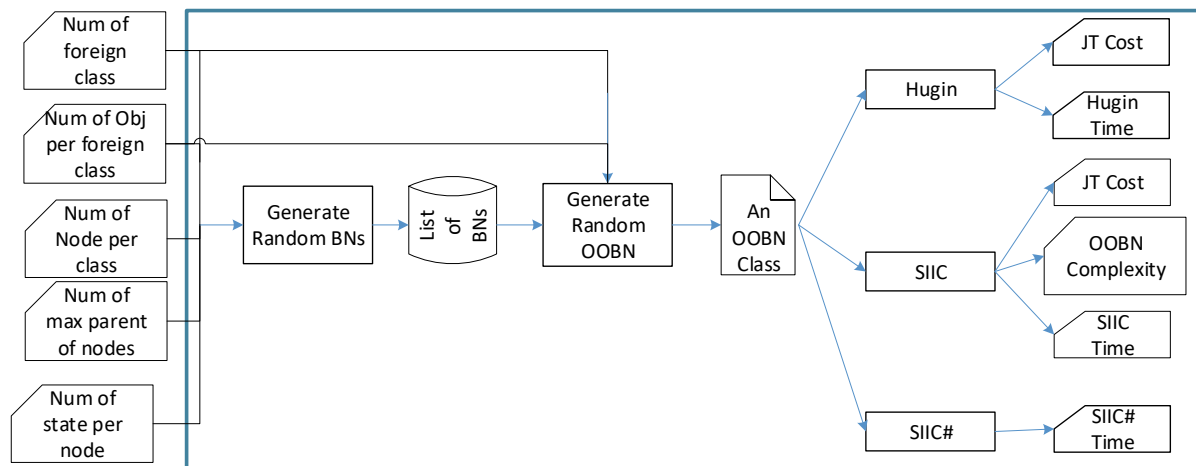 Num of
foreign
class
Num of Obj
per foreign
class
Num of
Node per
class
Num of
max parent
of nodes
Num of
state per
node
Generate
Random BNs
List
of
BNs
Generate
Random
OOBN
An
OOBN
Class
Hugin
SIIC
SIIC#
JT Cost
Hugin
Time
JT Cost
OOBN
Complexity
SIIC
Time
SIIC#
Time